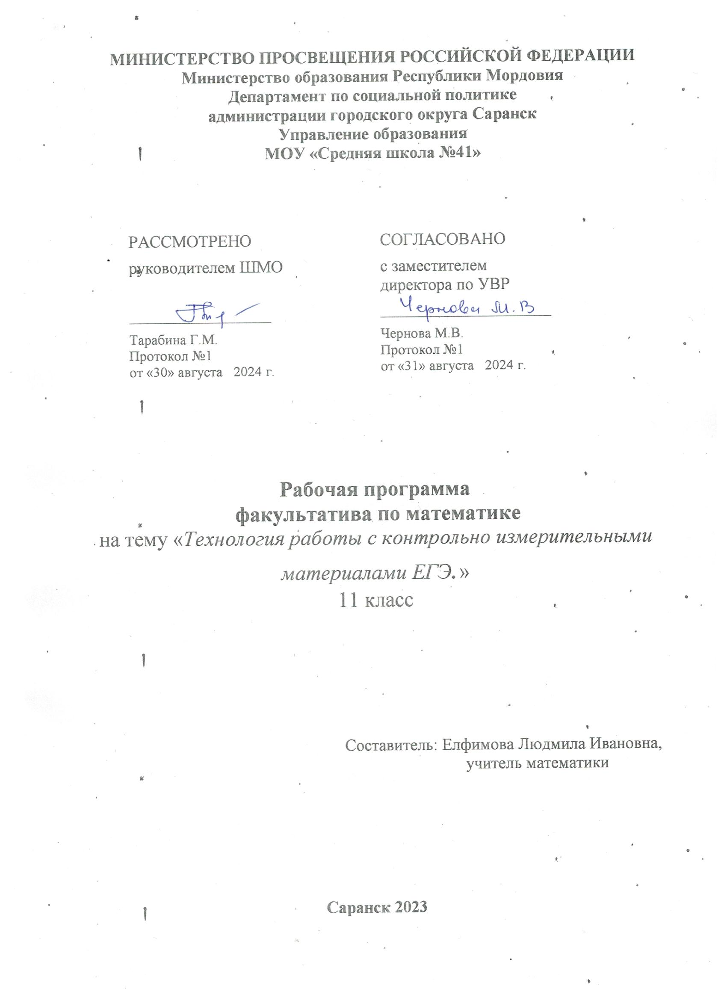 МИНИСТЕРСТВО ПРОСВЕЩЕНИЯ РОССИЙСКОЙ ФЕДЕРАЦИИ
Министерство образования Республики Мордовия
Департамент по социальной политике
администрации городского округа Саранск
Управление образования
МОУ «Средняя школа №41»
РАССМОТРЕНО
руководителем ШМО
Тарабина Г.М.
Протокол №1
от «30» августа 2024 г.
СОГЛАСОВАНО
с заместителем
директора по УВР
Чернова М.В
Чернова М.В.
Протокол №1
от «31» августа 2024 г.
Рабочая программа
факультатива по математике
на тему «Технология работы с контрольно измерительными
материалами ЕГЭ.»
11 класс
Составитель: Елфимова Людмила Ивановна,
учитель математики
Саранск 2023